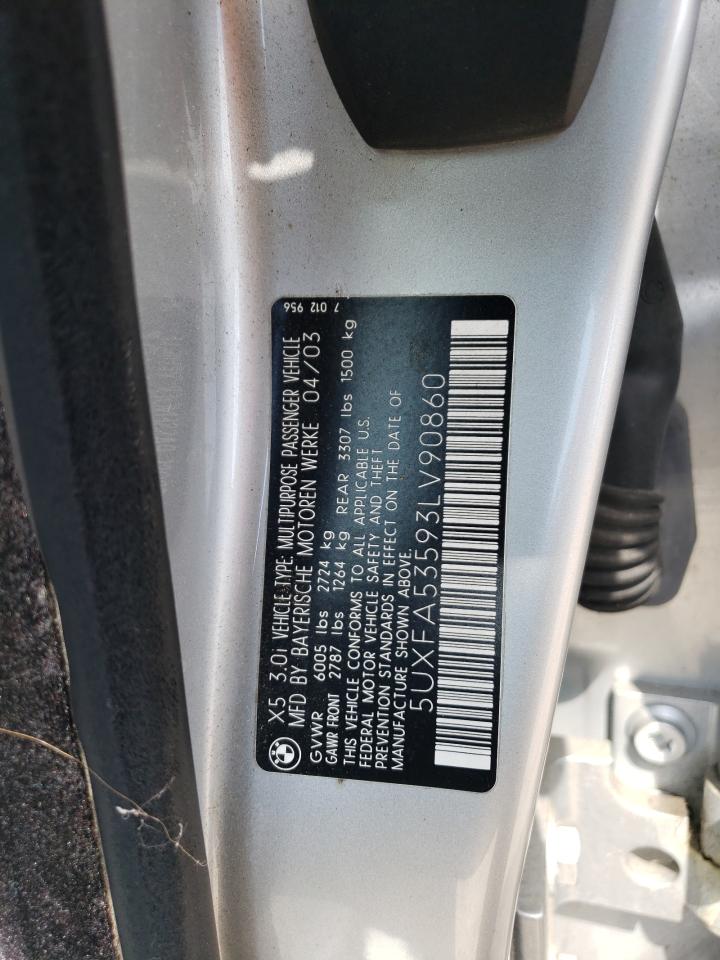 7 012 956
X5 3.0i VEHICLE TYPE: MULTIPURPOSE PASSENGER VEHICLE
MFD BY BAYERISCHE MOTOREN WERKE 04/03
GVWR 6005 lbs 2724 kg
GAWR FRONT 2787 lbs 1264 kg REAR 3307 lbs 1500 kg
THIS VEHICLE CONFORMS TO ALL APPLICABLE U.S.
FEDERAL MOTOR VEHICLE SAFETY AND THEFT
PREVENTION STANDARDS IN EFFECT ON THE DATE OF
MANUFACTURE SHOWN ABOVE.
5UXFA53593LV90860